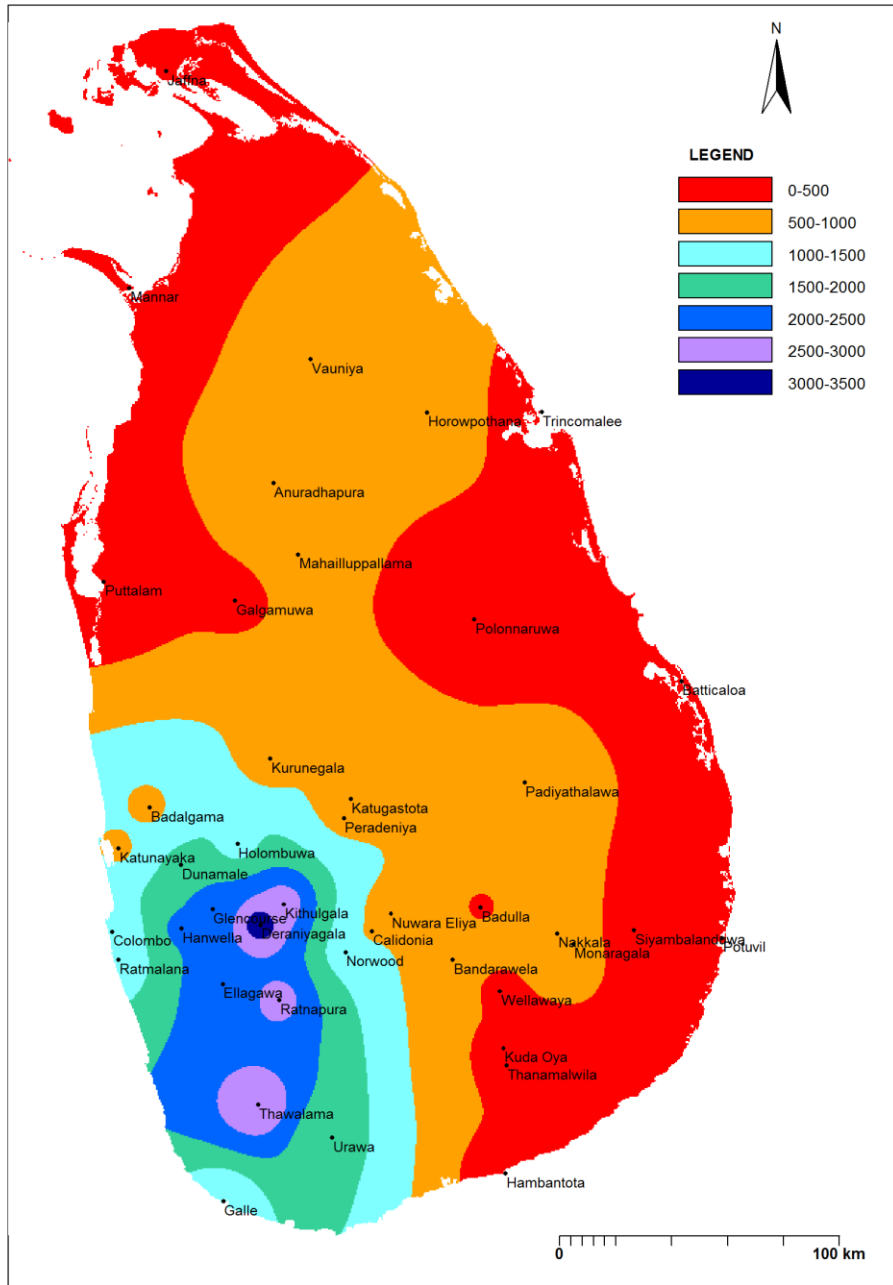 N
Jaffna
LEGEND
0-500
500-1000
1000-1500
1500-2000
2000-2500
2500-3000
3000-3500
Mannar
Vauniya
Horowpothana
Trincomalee
Anuradhapura
Mahailluppallama
Puttalam
Galgamuwa
Polonnaruwa
Batticaloa
Kurunegala
Padiyathalawa
Katugastota
Badalgama
Peradeniya
Katunayaka
Holombuwa
Dunamale
Kithulgala
Glencourse
Nuwara Eliya
Badulla
Deraniyagala
Hanwella
Colombo
Calidonia
Nakkala
Siyambalanduwa
Potuvil
Monaragala
Norwood
Ratmalana
Bandarawela
Ellagawa
Ratnapura
Wellawaya
Kuda Oya
Thanamalwila
Thawalama
Urawa
Hambantota
Galle
0 100 km